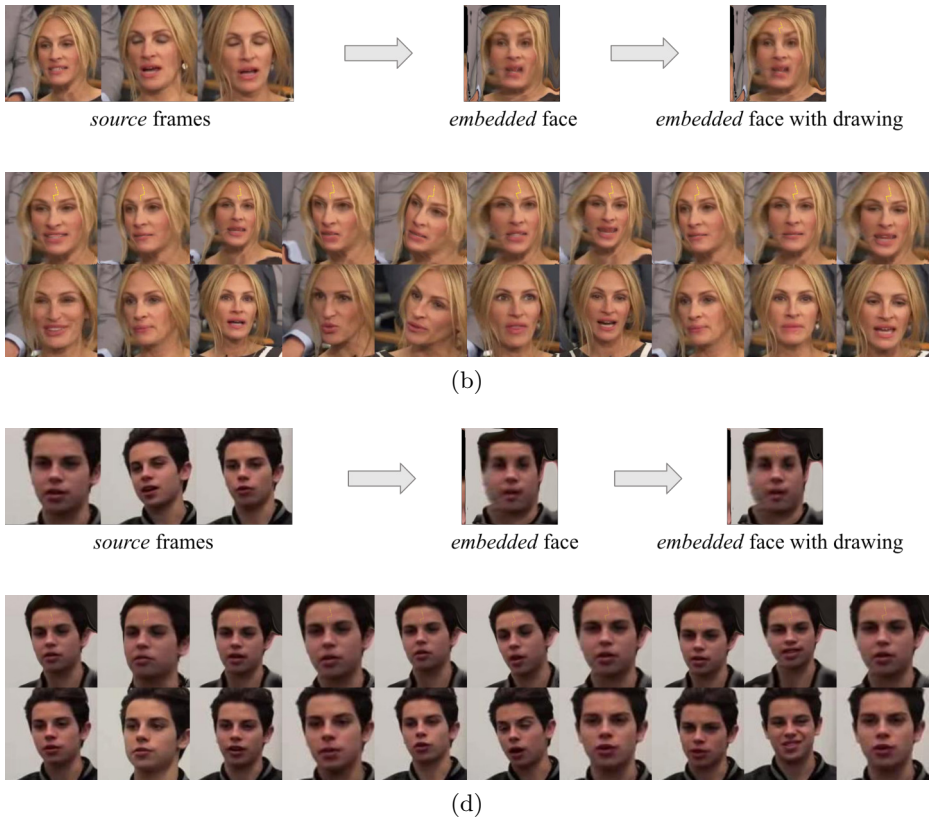 source frames
embedded face
embedded face with drawing
(b)
source frames
embedded face
embedded face with drawing
(d)